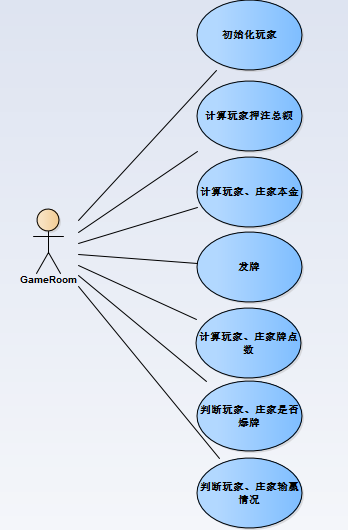 初始化玩家
计算玩家押注总额
计算玩家、庄家本金
发牌
GameRoom
计算玩家、庄家牌点
数
判断玩家、庄家是否
爆牌
判断玩家、庄家输赢
情况